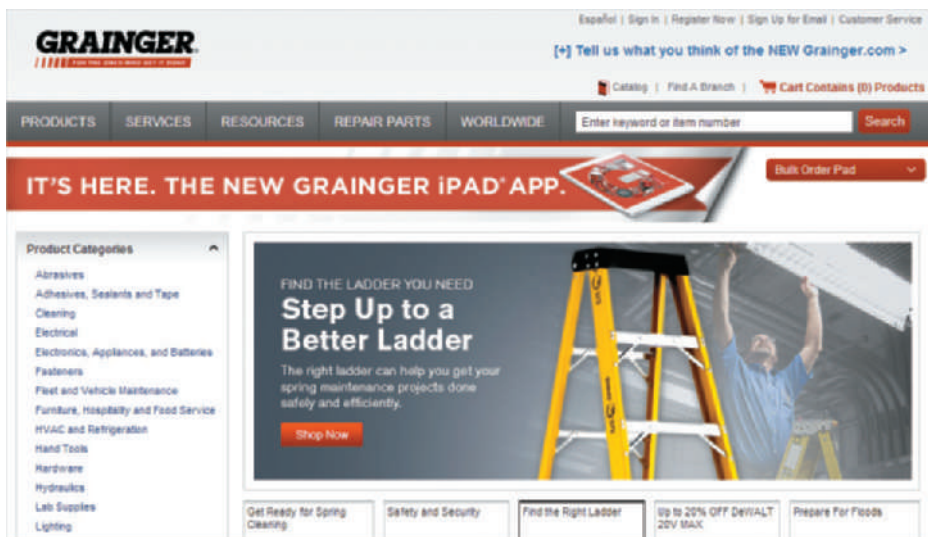 Español | Sign In | Register Now | Sign Up for Email | Customer Service
GRAINGER
FOR THE ONES WHO GET IT DONE
[+] Tell us what you think of the NEW Grainger.com >
Catalog | Find A Branch | Cart Contains (0) Products
PRODUCTS SERVICES RESOURCES REPAIR PARTS WORLDWIDE Enter keyword or item number Search
IT'S HERE. THE NEW GRAINGER iPAD® APP.
Bulk Order Pad
Product Categories
Abrasives
Adhesives, Sealants and Tape
Cleaning
Electrical
Electronics, Appliances, and Batteries
Fasteners
Fleet and Vehicle Maintenance
Furniture, Hospitality and Food Service
HVAC and Refrigeration
Hand Tools
Hardware
Hydraulics
Lab Supplies
Lighting
FIND THE LADDER YOU NEED
Step Up to a
Better Ladder
The right ladder can help you get your
spring maintenance projects done
safely and efficiently.
Shop Now
Get Ready for Spring
Cleaning
Safety and Security
Find the Right Ladder
Up to 20% OFF DeWALT
20V MAX
Prepare For Floods